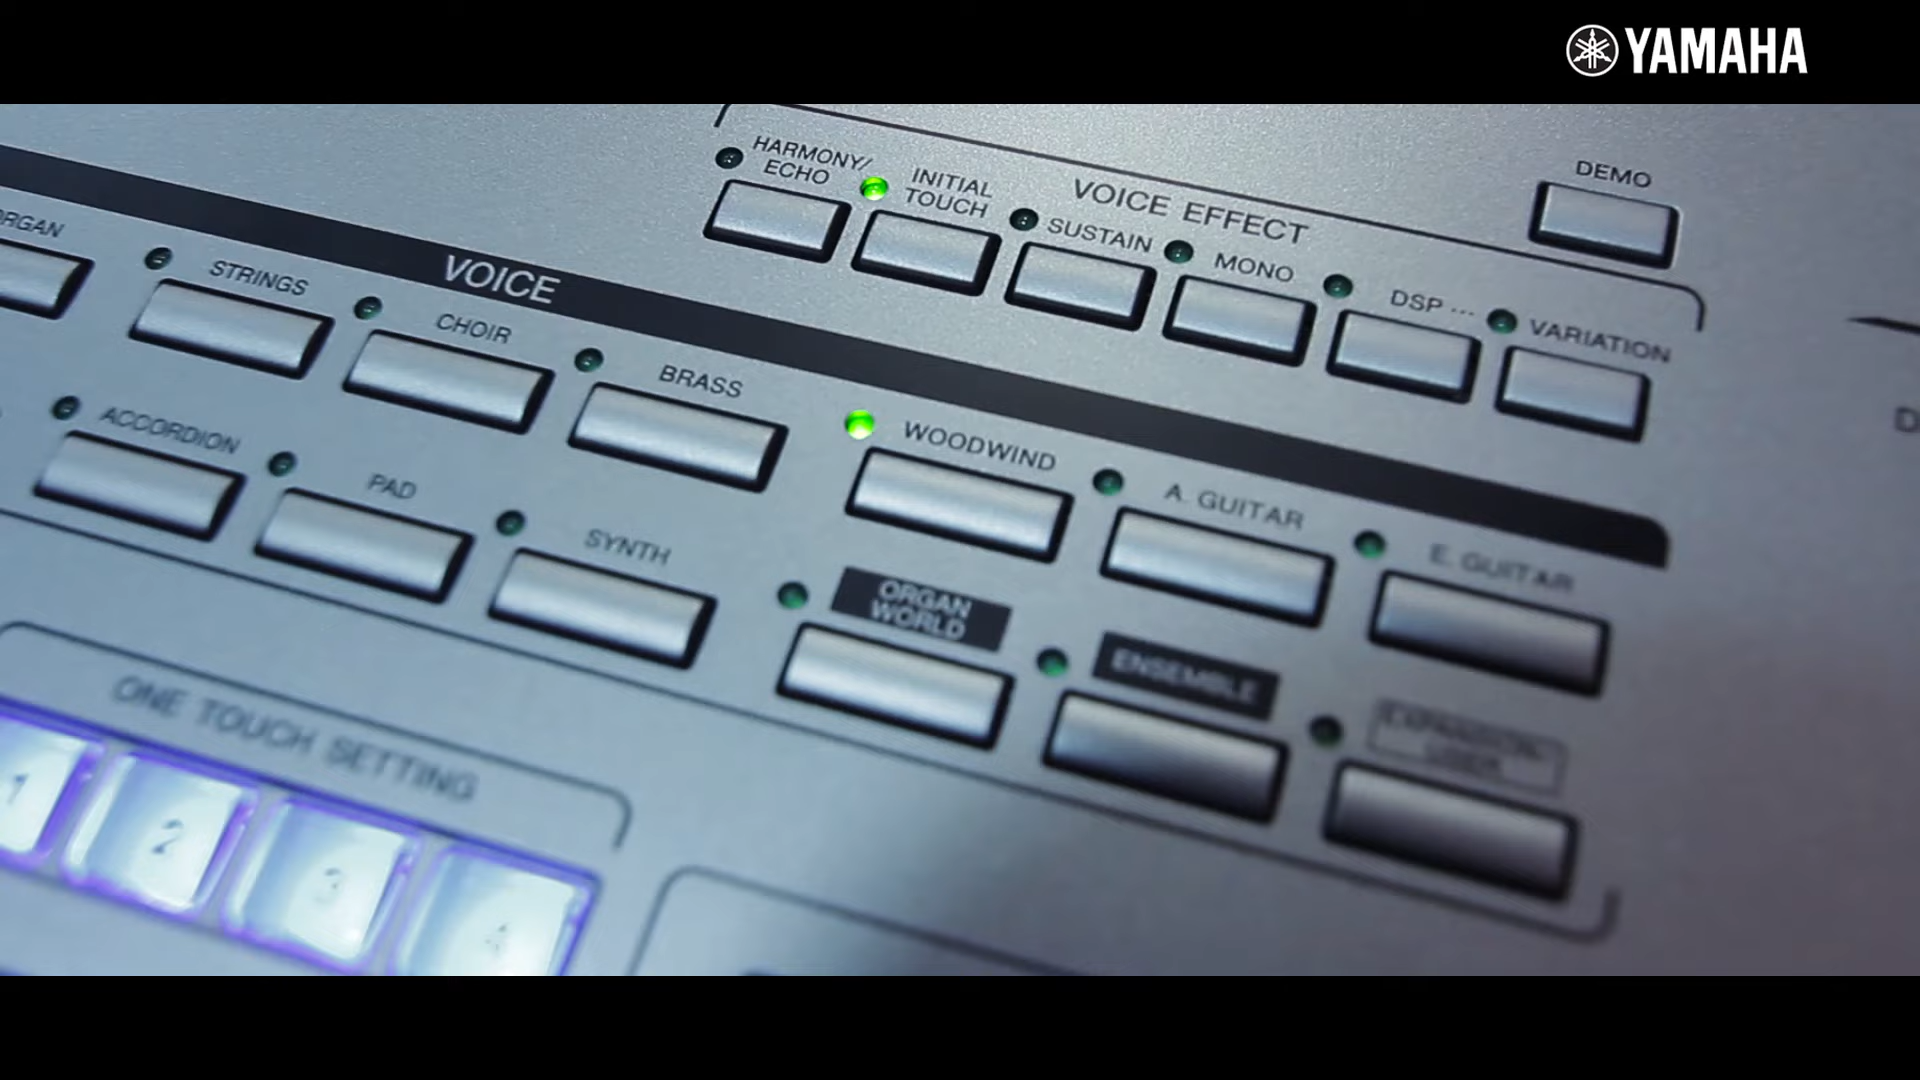 YAMAHA
HARMONY/
ECHO
INITIAL
TOUCH
VOICE EFFECT
DEMO
SUSTAIN
MONO
DSP ...
VARIATION
VOICE
STRINGS
CHOIR
BRASS
WOODWIND
A. GUITAR
E. GUITAR
ACCORDION
PAD
SYNTH
ORGAN
WORLD
ENSEMBLE
ONE TOUCH SETTING
1
2
3
4